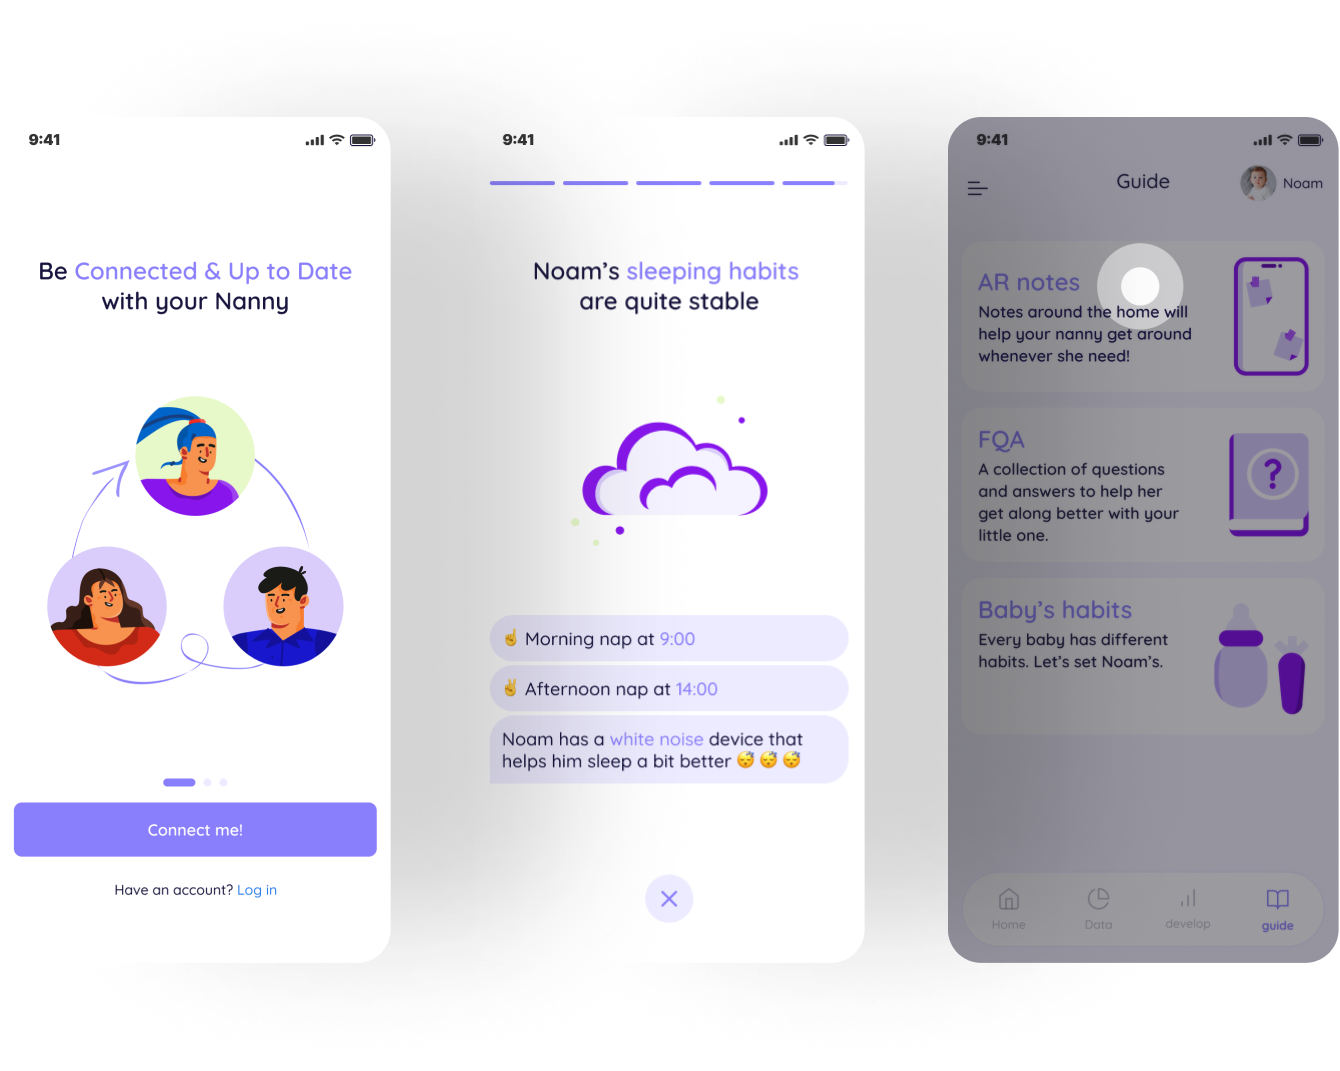 9:41
Be Connected & Up to Date
with your Nanny
Connect me!
Have an account? Log in
9:41
Noam’s sleeping habits
are quite stable
☝️ Morning nap at 9:00
✌️ Afternoon nap at 14:00
Noam has a white noise device that
helps him sleep a bit better 😴 😴 😴
9:41
Guide
Noam
AR notes
Notes around the home will
help your nanny get around
whenever she need!
FQA
A collection of questions
and answers to help her
get along better with your
little one.
?
Baby’s habits
Every baby has different
habits. Let’s set Noam’s.
Home
Data
develop
guide